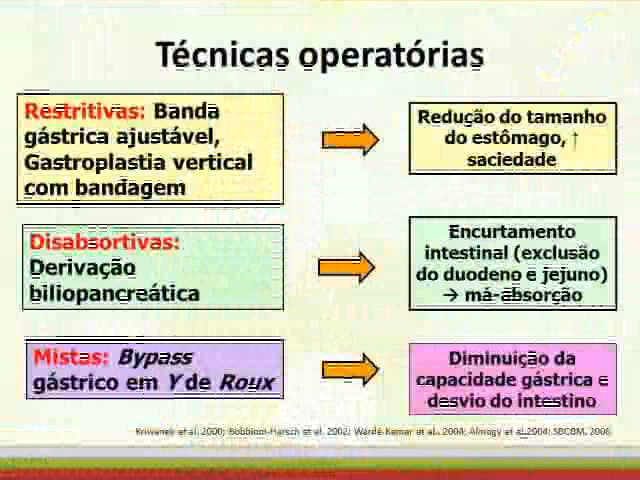 Técnicas operatórias
Restritivas: Banda
gástrica ajustável,
Gastroplastia vertical
com bandagem
Redução do tamanho
do estômago, ↑
saciedade
Disabsortivas:
Derivação
biliopancreática
Encurtamento
intestinal (exclusão
do duodeno e jejuno)
→ má-absorção
Mistas: Bypass
gástrico em Y de Roux
Diminuição da
capacidade gástrica e
desvio do intestino
et al. 2000; et al. 2002; et al., 2004; Almogy et al.2004; SBCBM, 2006